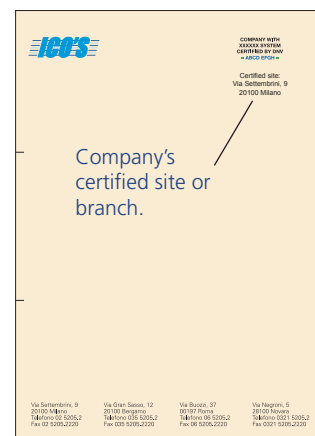 ICO'S
COMPANY WITH
XXXXXX SYSTEM
CERTIFIED BY DNV
= ABCD EFGH =
Certified site:
Via Settembrini, 9
20100 Milano
Company's
certified site or
branch.
Via Settembrini, 9
20100 Milano
Telefono 02 5205.2
Fax 02 5205.2220
Via Gran Sasso, 12
20100 Bergamo
Telefono 035 5205.2
Fax 035 5205.2220
Via Buozzi, 37
00197 Roma
Telefono 06 5205.2
Fax 06 5205.2220
Via Negroni, 5
28100 Novara
Telefono 0321 5205.2
Fax 0321 5205.2220